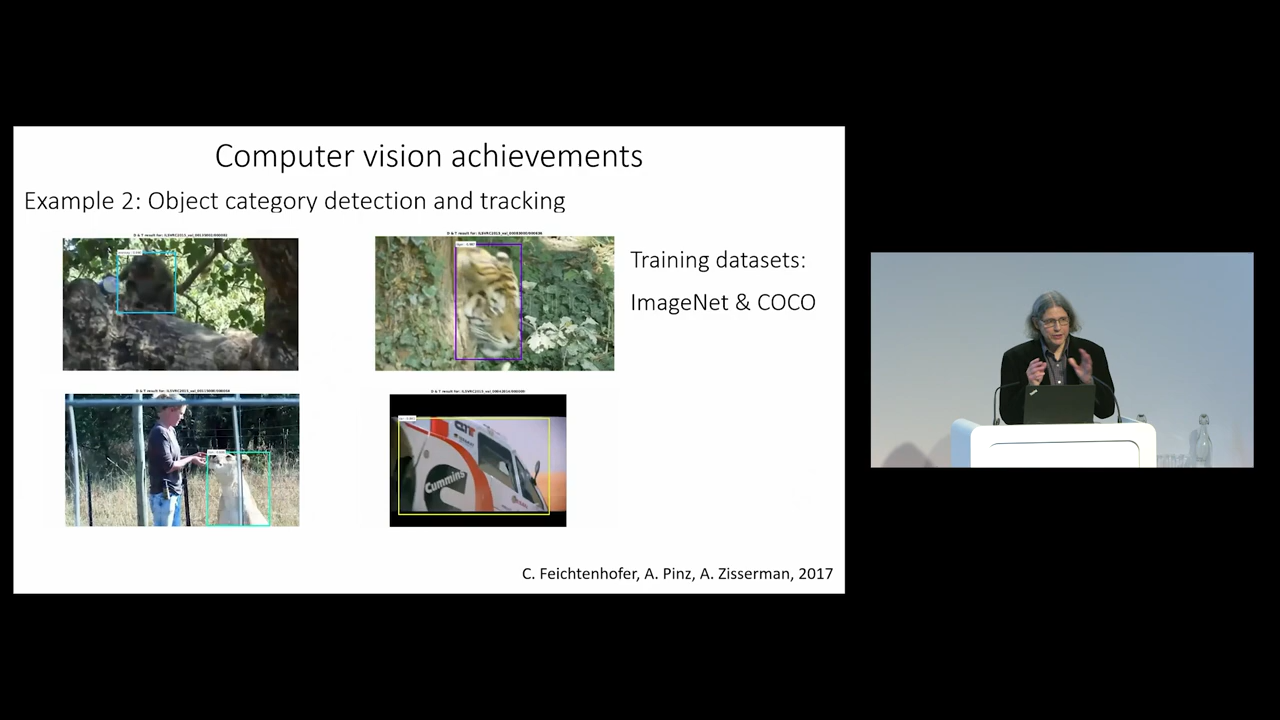 Computer vision achievements
Example 2: Object category detection and tracking
Training datasets:
ImageNet & COCO
Cummins
C. Feichtenhofer, A. Pinz, A. Zisserman, 2017